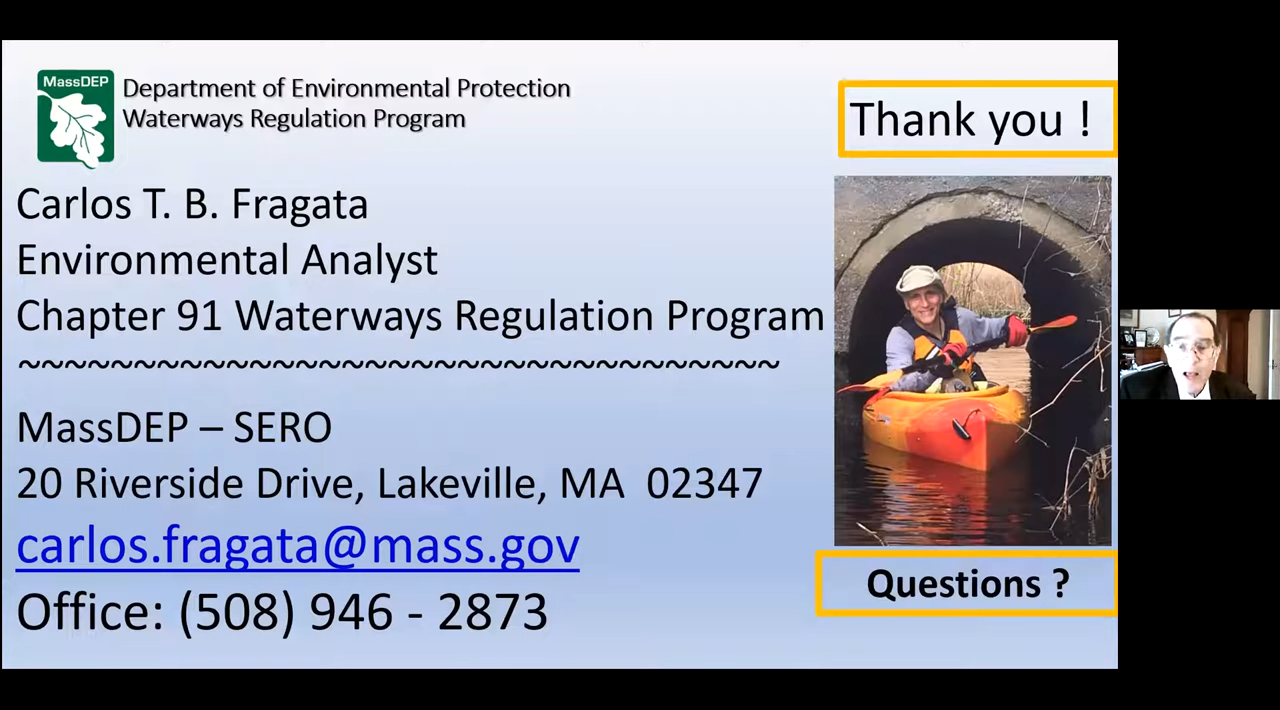 MassDEP
Department of Environmental Protection
Waterways Regulation Program
Thank you !
Carlos T. B. Fragata
Environmental Analyst
Chapter 91 Waterways Regulation Program
~~~~~~~~~~~~~~~~~~~~~~~~~~~~~~~~~
MassDEP – SERO
20 Riverside Drive, Lakeville, MA 02347
carlos.fragata@mass.gov
Office: (508) 946 - 2873
Questions ?